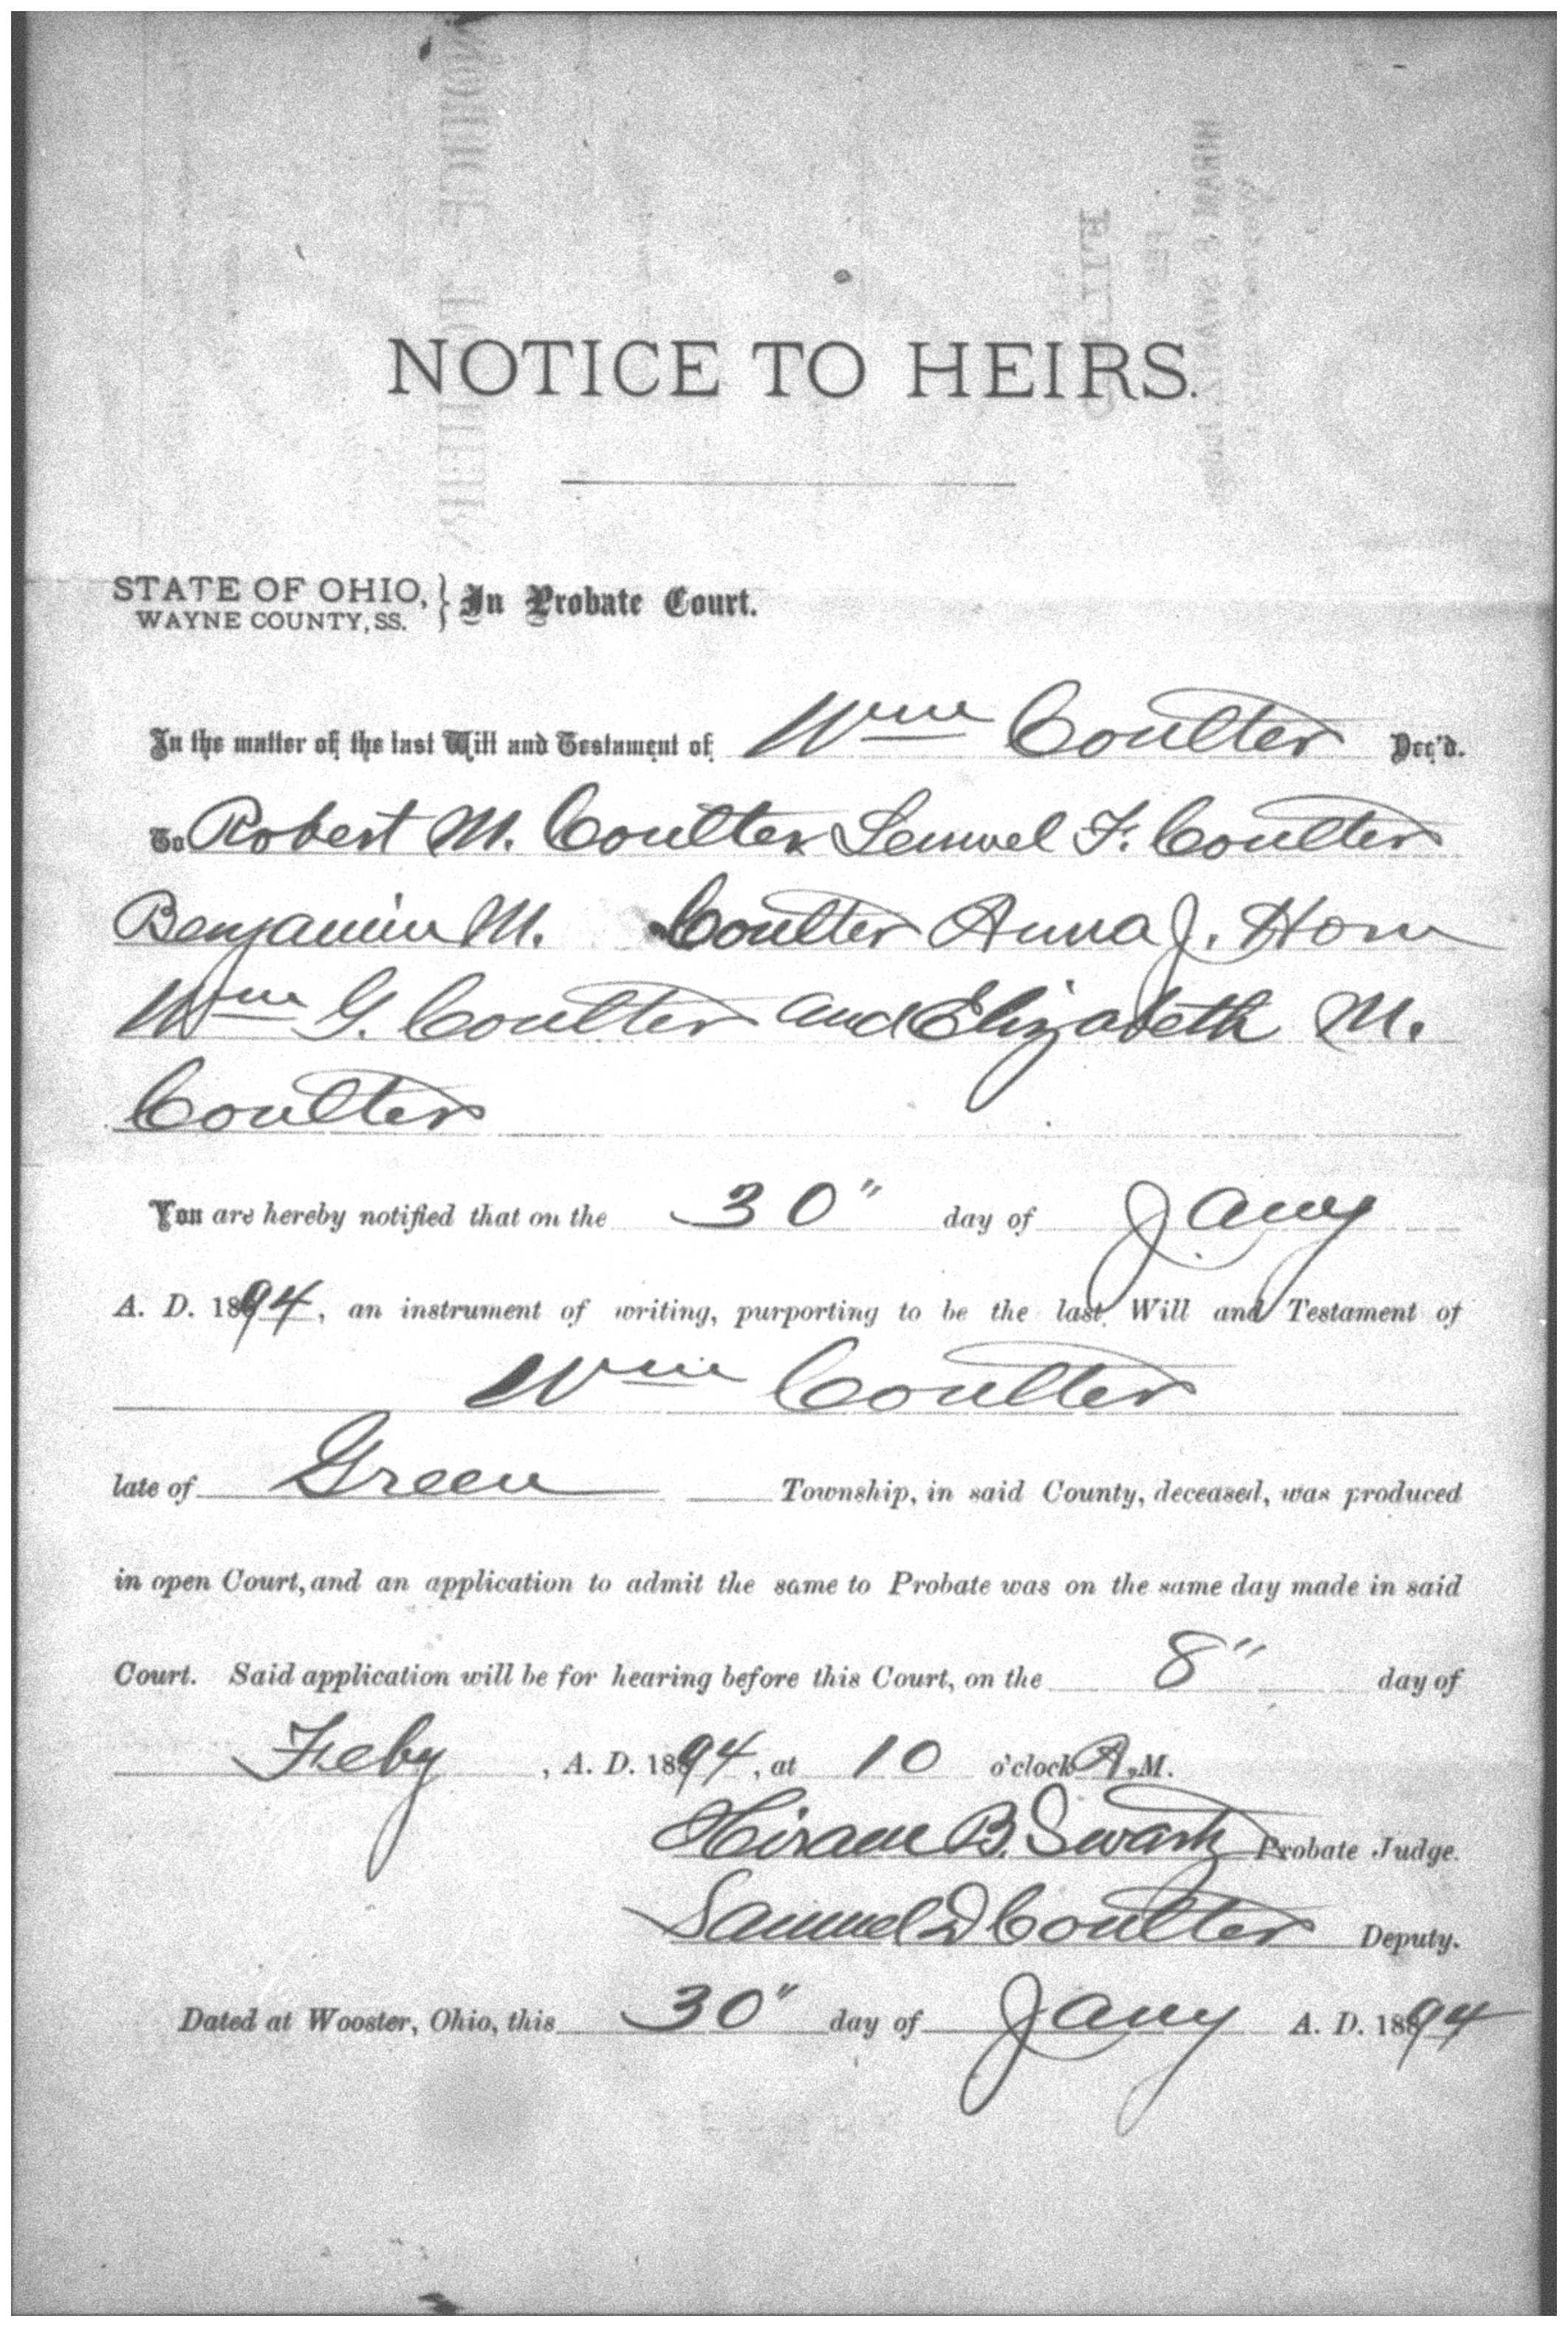 NOTICE TO HEIRS.
STATE OF OHIO,
WAYNE COUNTY, SS. } In Probate Court.
In the matter of the last Will and Testament of Wm Coulter Dec'd.
To Robert M. Coulter Lemuel F. Coulter
Benjamin M. Coulter Anna J. Horn
Wm G. Coulter and Elizabeth M.
Coulter
You are hereby notified that on the 30" day of Jany
A. D. 1894, an instrument of writing, purporting to be the last Will and Testament of
Wm Coulter
late of Green Township, in said County, deceased, was produced
in open Court, and an application to admit the same to Probate was on the same day made in said
Court. Said application will be for hearing before this Court, on the 8" day of
Feby, A. D. 1894, at 10 o'clock A.M.
Hiram B. Swartz Probate Judge.
Samuel D Coulter Deputy.
Dated at Wooster, Ohio, this 30" day of Jany A. D. 1894